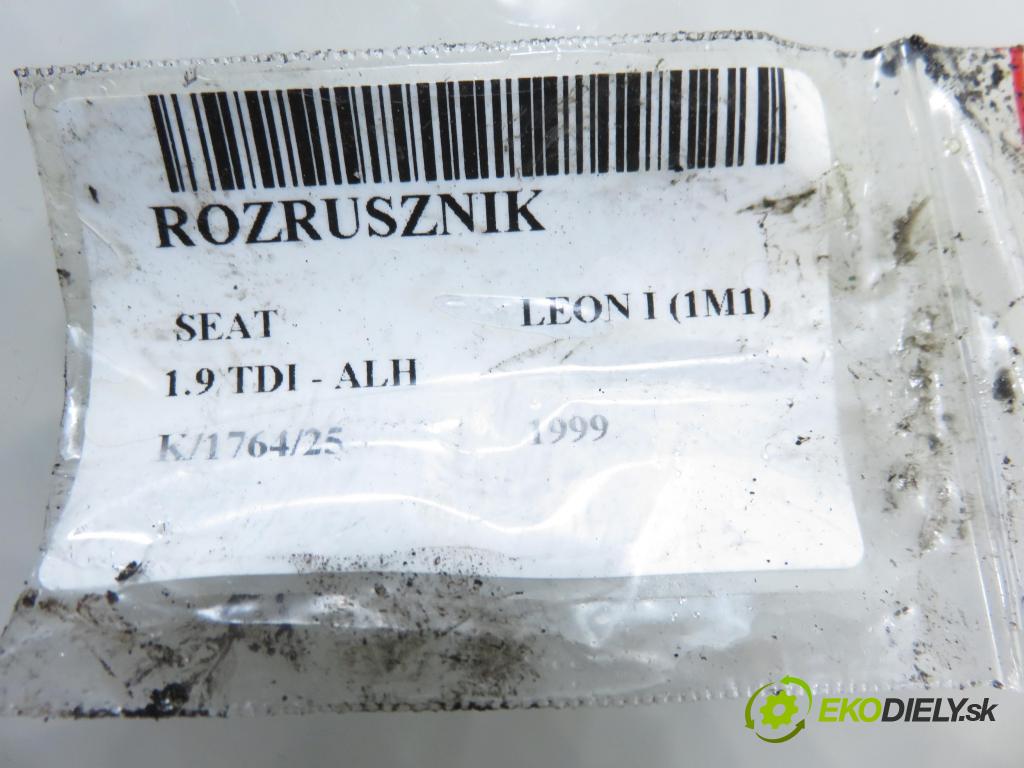 ROZRUSZNIK
SEAT LEON I (1M1)
1.9 TDI - ALH
K/1764/25 1999
EKODIELY.sk